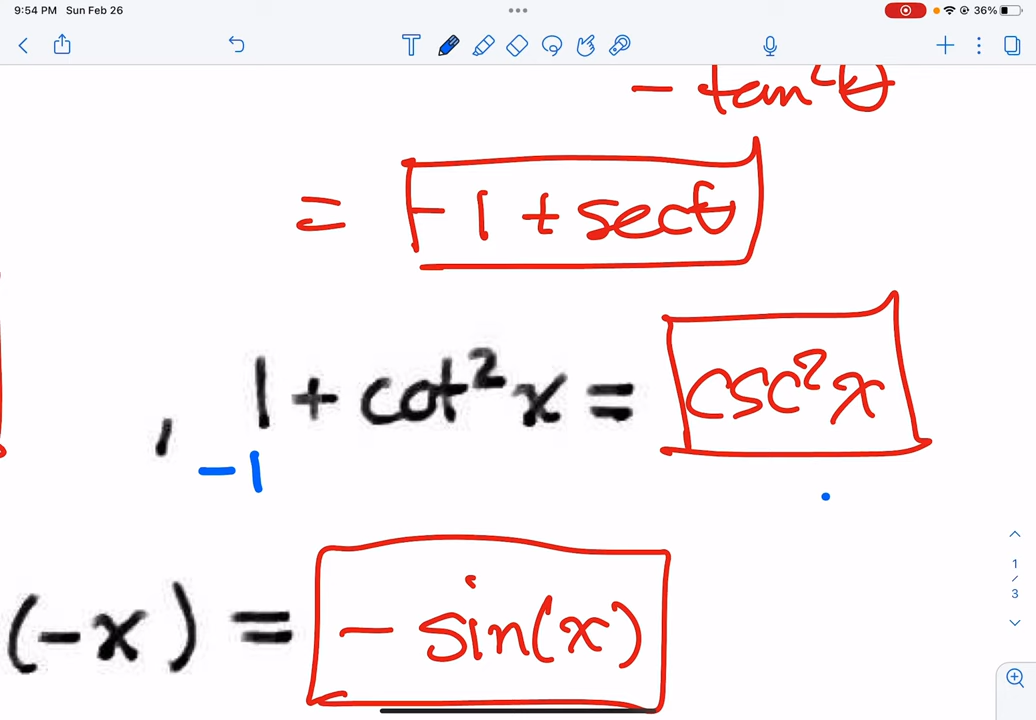 9:54 PM Sun Feb 26
36%
T
- tan²θ
= -1 + secθ
, 1 + cot²x = csc²x
-1
(-x) = - sin(x)
1
/
3